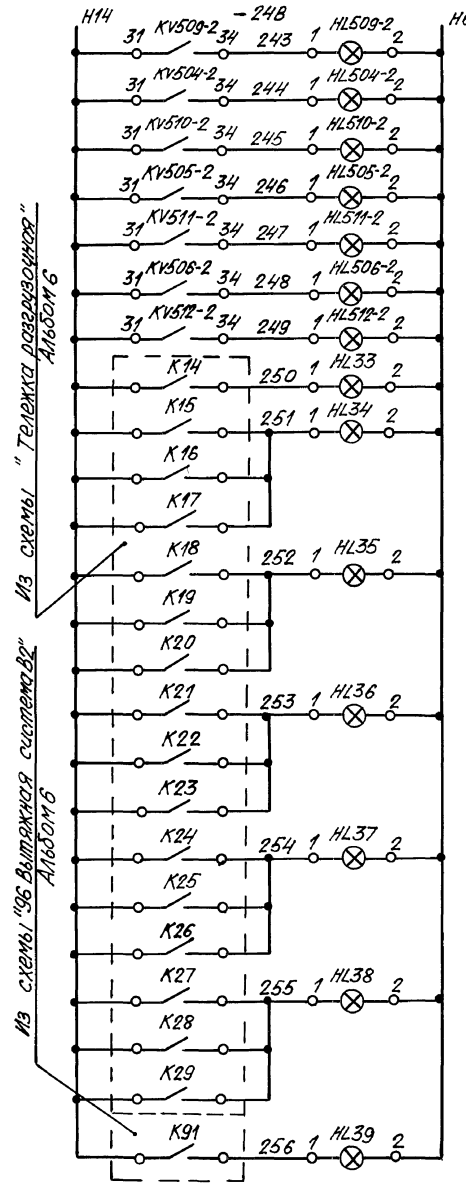 H14 -24В H6
31 KV509-2 34 243 1 HL509-2 2
31 KV504-2 34 244 1 HL504-2 2
31 KV510-2 34 245 1 HL510-2 2
31 KV505-2 34 246 1 HL505-2 2
31 KV511-2 34 247 1 HL511-2 2
31 KV506-2 34 248 1 HL506-2 2
31 KV512-2 34 249 1 HL512-2 2
K14 250 1 HL33 2
K15 251 1 HL34 2
K16
K17
K18 252 1 HL35 2
K19
K20
K21 253 1 HL36 2
K22
K23
K24 254 1 HL37 2
K25
K26
K27 255 1 HL38 2
K28
K29
K91 256 1 HL39 2
Из схемы "Тележка разгрузочная"
Альбом 6
Из схемы "96 Вытяжная система В2"
Альбом 6